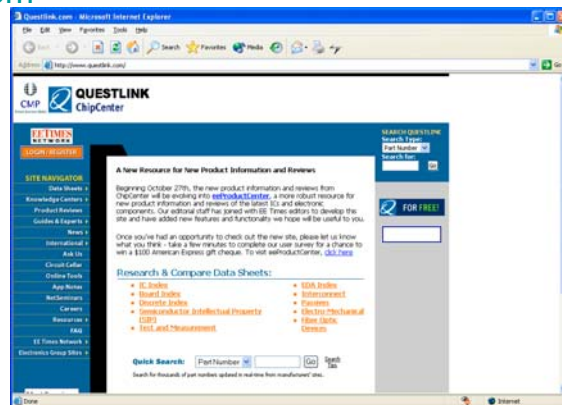 Questlink.com - Microsoft Internet Explorer
File Edit View Favorites Tools Help
Back Search Favorites Media
Address http://www.questlink.com/ Go
CMP QUESTLINK
ChipCenter
EETIMES
NETWORK
LOGIN / REGISTER
SITE NAVIGATOR
Data Sheets
Knowledge Centers
Product Reviews
Guides & Experts
News
International
Ask Us
Circuit Cellar
Online Tools
App Notes
NetSeminars
Careers
Resources
FAQ
EE Times Network
Electronics Group Sites
A New Resource for New Product Information and Reviews
Beginning October 27th, the new product information and reviews from
ChipCenter will be evolving into eeProductCenter, a more robust resource for
new product information and reviews of the latest ICs and electronic
components. Our editorial staff has joined with EE Times editors to develop this
site and have added new features and functionality we hope will be useful to you.
Once you've had an opportunity to check out the new site, please let us know
what you think - take a few minutes to complete our user survey for a chance to
win a $100 American Express gift cheque. To visit eeProductCenter, click here
Research & Compare Data Sheets:
IC Index
Board Index
Discrete Index
Semiconductor Intellectual Property
(SIP)
Test and Measurement
EDA Index
Interconnect
Passives
Electro Mechanical
Fiber Optic
Devices
Quick Search: Part Number Go Search
Tips
Search for thousands of part numbers updated in real-time from manufacturers' sites.
SEARCH QUESTLINK
Search Type:
Part Number
Search for:
Go
FOR FREE!
Done Internet